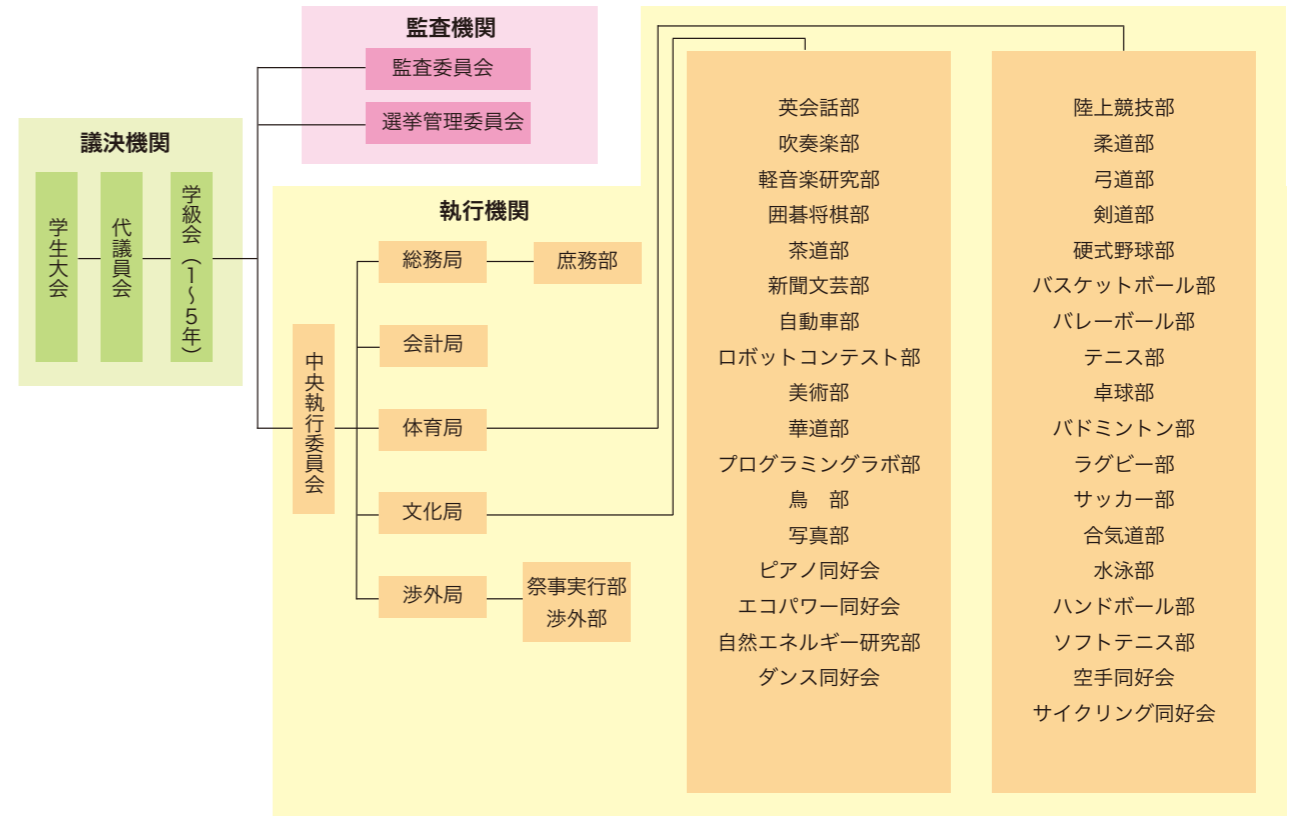 議決機関
学生大会
代議員会
学級会（1～5年）
監査機関
監査委員会
選挙管理委員会
執行機関
中央執行委員会
総務局
庶務部
会計局
体育局
文化局
渉外局
祭事実行部
渉外部
英会話部
吹奏楽部
軽音楽研究部
囲碁将棋部
茶道部
新聞文芸部
自動車部
ロボットコンテスト部
美術部
華道部
プログラミングラボ部
鳥　部
写真部
ピアノ同好会
エコパワー同好会
自然エネルギー研究部
ダンス同好会
陸上競技部
柔道部
弓道部
剣道部
硬式野球部
バスケットボール部
バレーボール部
テニス部
卓球部
バドミントン部
ラグビー部
サッカー部
合気道部
水泳部
ハンドボール部
ソフトテニス部
空手同好会
サイクリング同好会